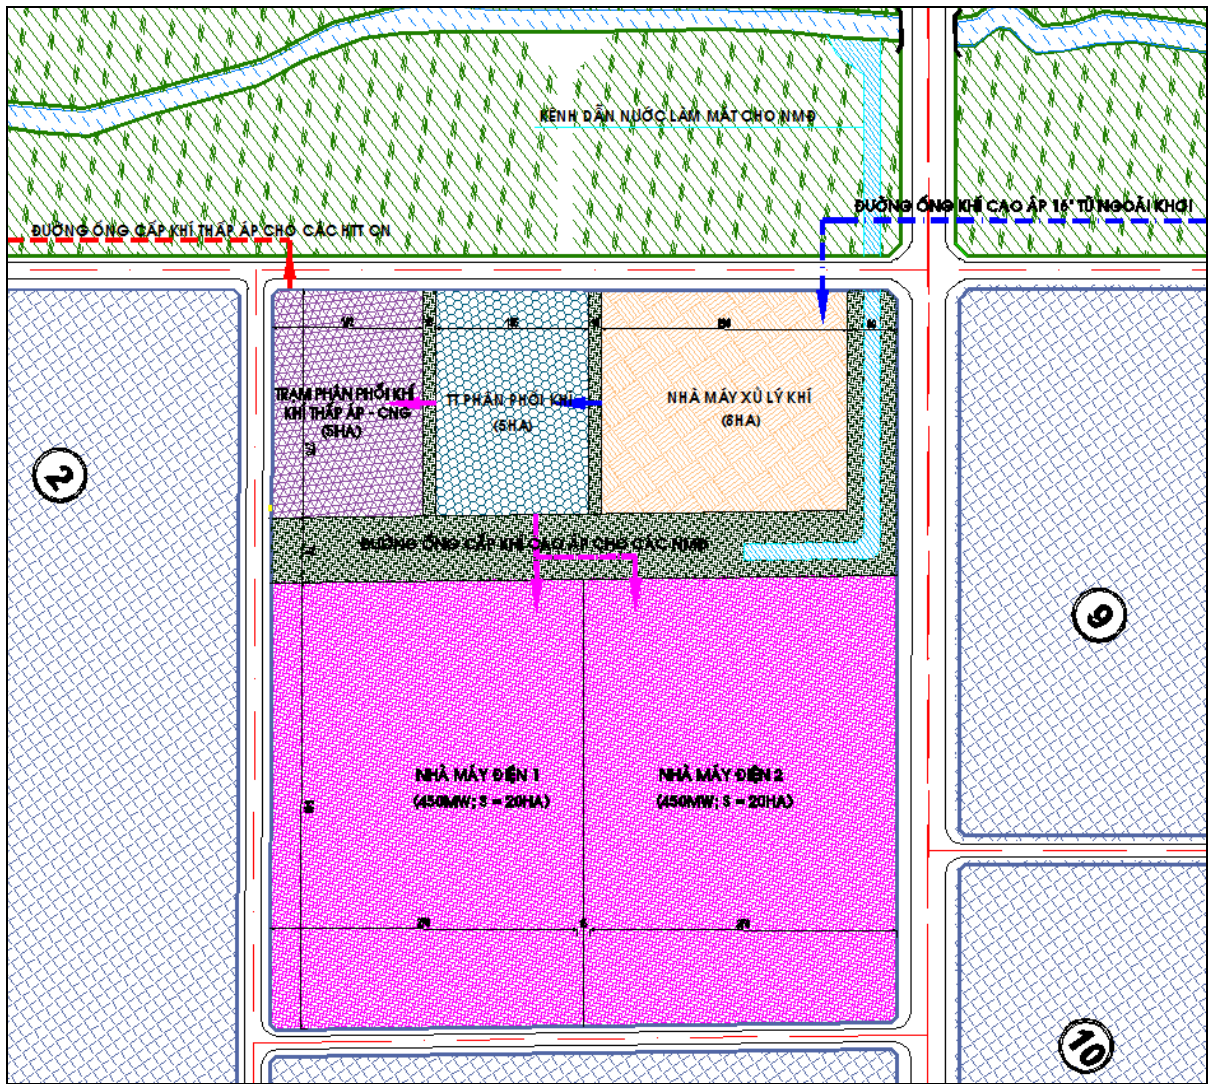 KÊNH DẪN NƯỚC LÀM MÁT CHO NMĐ
ĐƯỜNG ỐNG KHÍ CAO ÁP 16" TỪ NGOÀI KHƠI
ĐƯỜNG ỐNG CẤP KHÍ THẤP ÁP CHO CÁC HTT CN
TRẠM PHÂN PHỐI KHÍ
KHÍ THẤP ÁP - CNG
(5HA)
TT PHÂN PHỐI KHÍ
(5HA)
NHÀ MÁY XỬ LÝ KHÍ
(8HA)
2
ĐƯỜNG ỐNG CẤP KHÍ CAO ÁP CHO CÁC NMĐ
9
NHÀ MÁY ĐIỆN 1
(450MW; S = 20HA)
NHÀ MÁY ĐIỆN 2
(450MW; S = 20HA)
10